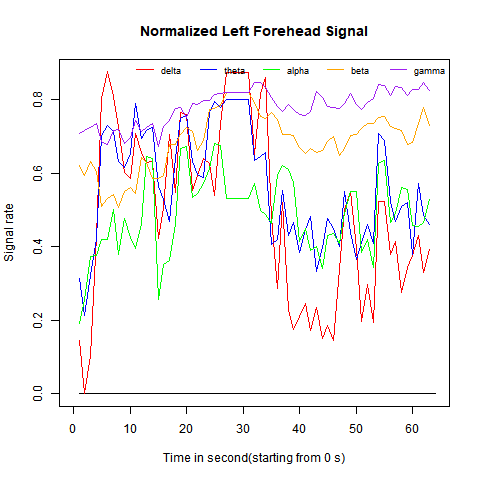 Normalized Left Forehead Signal
delta theta alpha beta gamma
Signal rate
0.8
0.6
0.4
0.2
0.0
0 10 20 30 40 50 60
Time in second(starting from 0 s)